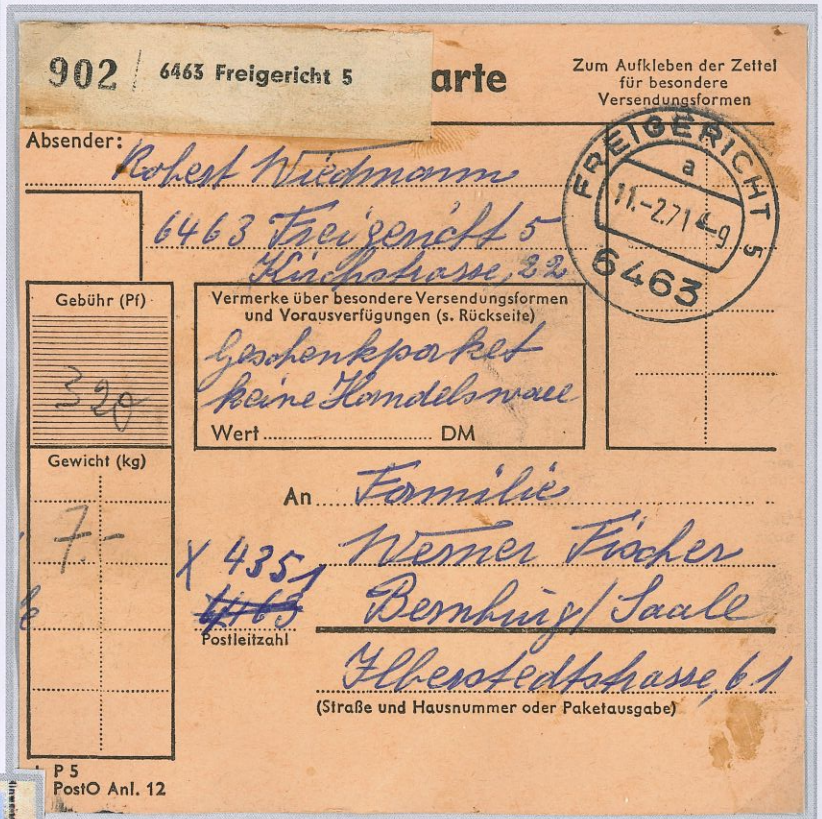 902 6463 Freigericht 5
arte
Zum Aufkleben der Zettel
für besondere
Versendungsformen
Absender:
Robert Wiedmann
6463 Freigericht 5
Kirchstrasse, 22
FREIGERICHT 5
a
11.-2.71
6463
Gebühr (Pf)
320
Vermerke über besondere Versendungsformen
und Vorausverfügungen (s. Rückseite)
Geschenkpaket
keine Handelsware
Wert DM
Gewicht (kg)
7.-
An Familie
Werner Fischer
X 4351
4463
Bernburg/Saale
Postleitzahl
Ilberstedtstrasse, 61
(Straße und Hausnummer oder Paketausgabe)
P 5
PostO Anl. 12